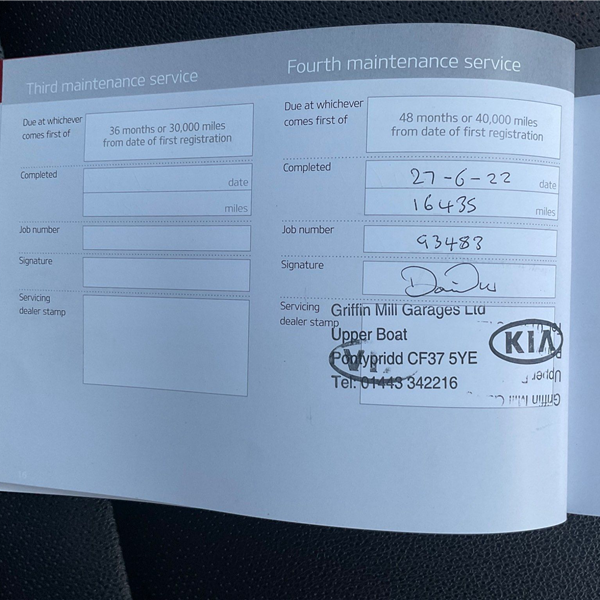 Third maintenance service
Due at whichever
comes first of
36 months or 30,000 miles
from date of first registration
Completed
date
miles
Job number
Signature
Servicing
dealer stamp
Fourth maintenance service
Due at whichever
comes first of
48 months or 40,000 miles
from date of first registration
Completed
27-6-22 date
16435 miles
Job number
93483
Signature
Servicing
dealer stamp
Griffin Mill Garages Ltd
Upper Boat
Pontypridd CF37 5YE
Tel: 01443 342216
KIA